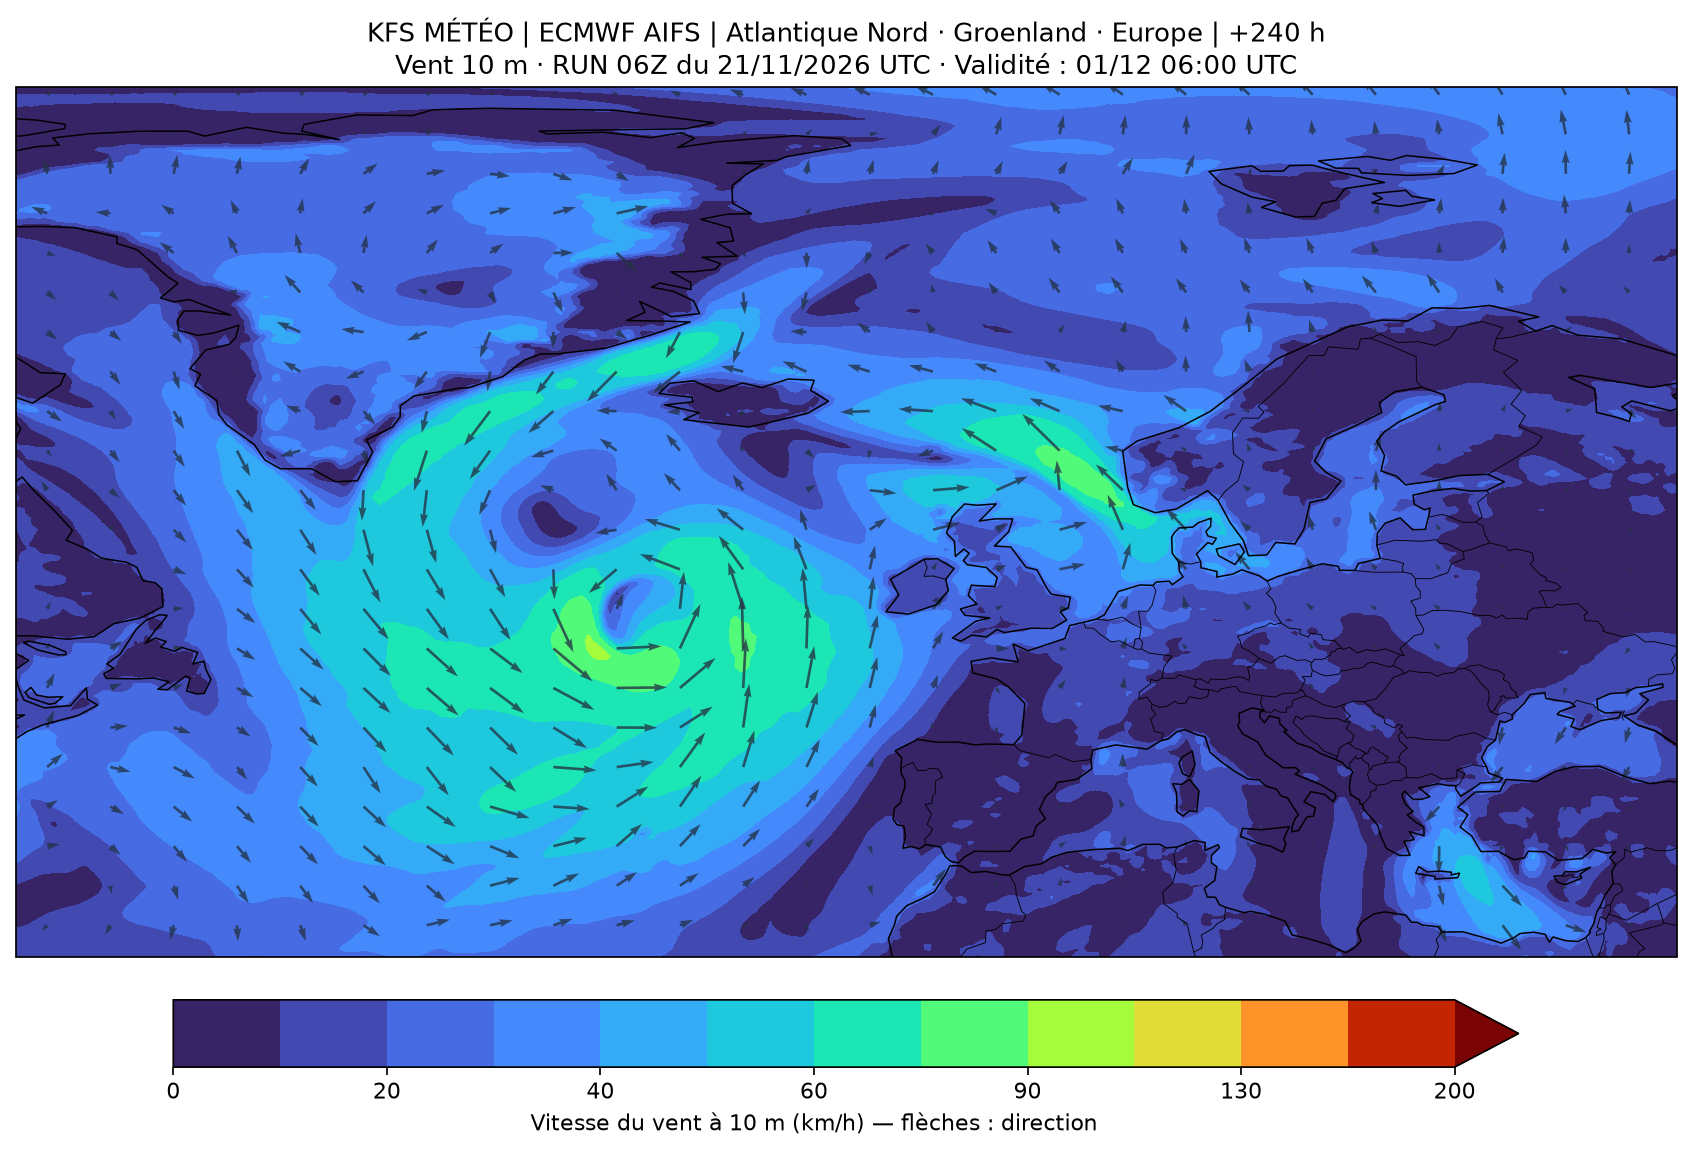 KFS MÉTÉO | ECMWF AIFS | Atlantique Nord · Groenland · Europe | +240 h
Vent 10 m · RUN 06Z du 21/11/2026 UTC · Validité : 01/12 06:00 UTC
0 20 40 60 90 130 200
Vitesse du vent à 10 m (km/h) — flèches : direction